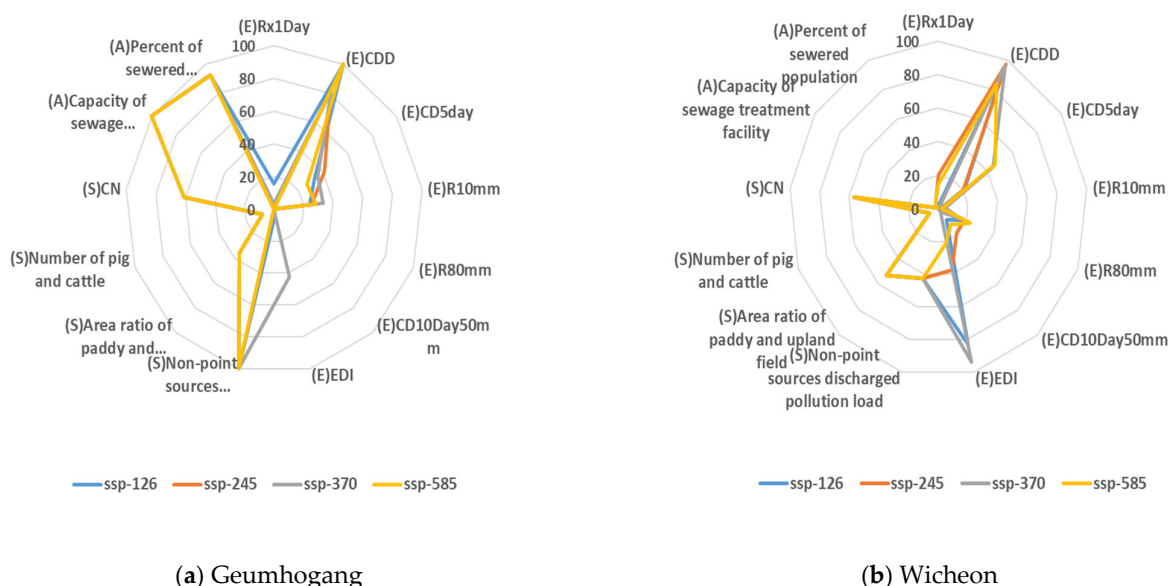 (E)Rx1Day
(E)CDD
(E)CD5day
(E)R10mm
(E)R80mm
(E)CD10Day50m
m
(E)EDI
(S)Non-point
sources...
(S)Area ratio of
paddy and...
(S)Number of pig
and cattle
(S)CN
(A)Capacity of
sewage...
(A)Percent of
sewered...
100
80
60
40
20
0
ssp-126 ssp-245 ssp-370 ssp-585
(a) Geumhogang
(E)Rx1Day
(E)CDD
(E)CD5day
(E)R10mm
(E)R80mm
(E)CD10Day50mm
(E)EDI
(S)Non-point
sources discharged
pollution load
(S)Area ratio of
paddy and upland
field
(S)Number of pig
and cattle
(S)CN
(A)Capacity of
sewage treatment
facility
(A)Percent of
sewered
population
100
80
60
40
20
0
ssp-126 ssp-245 ssp-370 ssp-585
(b) Wicheon